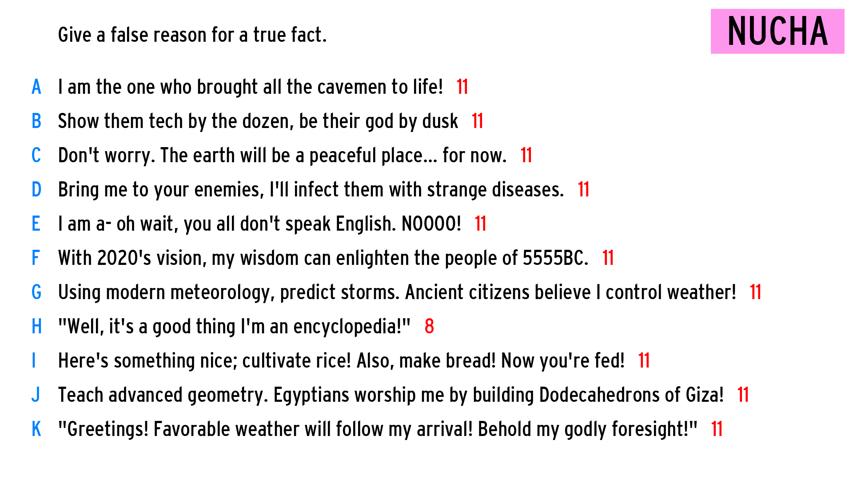 Give a false reason for a true fact.
NUCHA
A I am the one who brought all the cavemen to life! 11
B Show them tech by the dozen, be their god by dusk 11
C Don't worry. The earth will be a peaceful place... for now. 11
D Bring me to your enemies, I'll infect them with strange diseases. 11
E I am a- oh wait, you all don't speak English. NOOOO! 11
F With 2020's vision, my wisdom can enlighten the people of 5555BC. 11
G Using modern meteorology, predict storms. Ancient citizens believe I control weather! 11
H "Well, it's a good thing I'm an encyclopedia!" 8
I Here's something nice; cultivate rice! Also, make bread! Now you're fed! 11
J Teach advanced geometry. Egyptians worship me by building Dodecahedrons of Giza! 11
K "Greetings! Favorable weather will follow my arrival! Behold my godly foresight!" 11